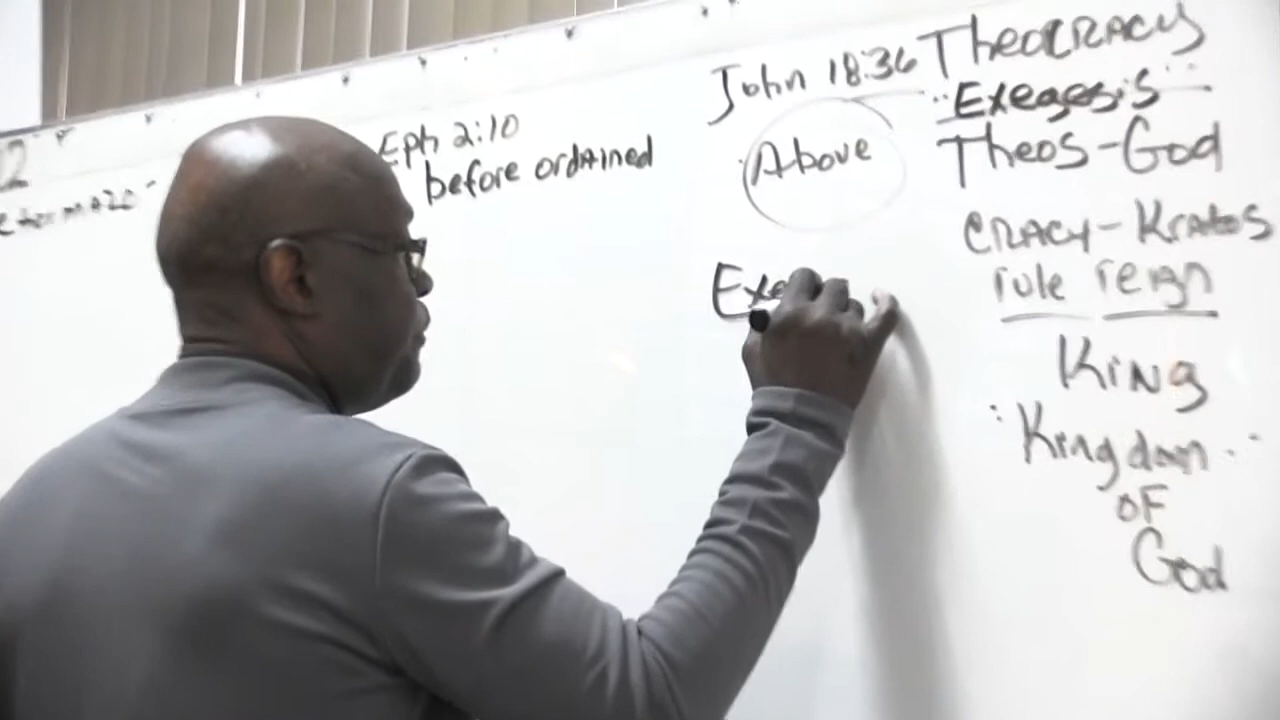 Eph 2:10
before ordained
John 18:36
Above
Exe
Theocracy
Exegesis
Theos-God
cracy-Kratos
rule reign
King
Kingdom
of
God